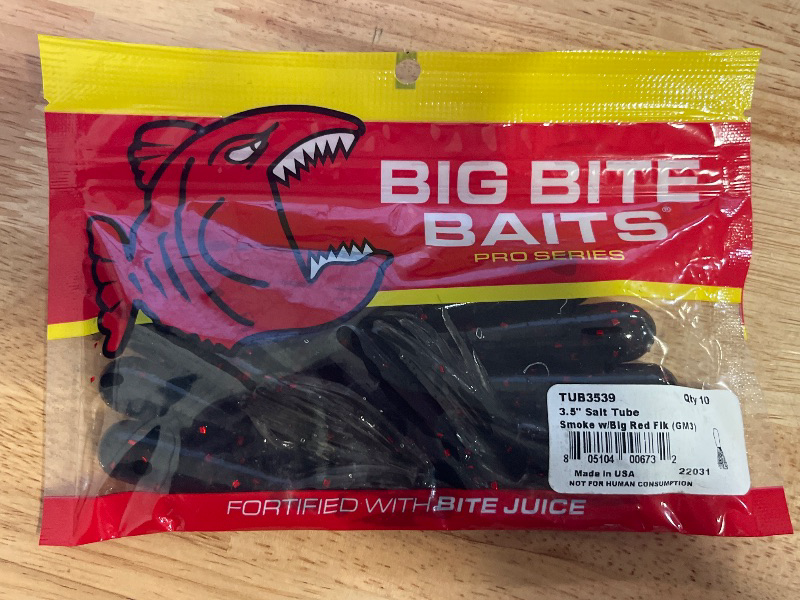 BIG BITE
BAITS®
PRO SERIES
TUB3539 Qty 10
3.5" Salt Tube
Smoke w/Big Red Flk (GM3)
8 05104 00673 2
Made in USA 22031
NOT FOR HUMAN CONSUMPTION
FORTIFIED WITH BITE JUICE